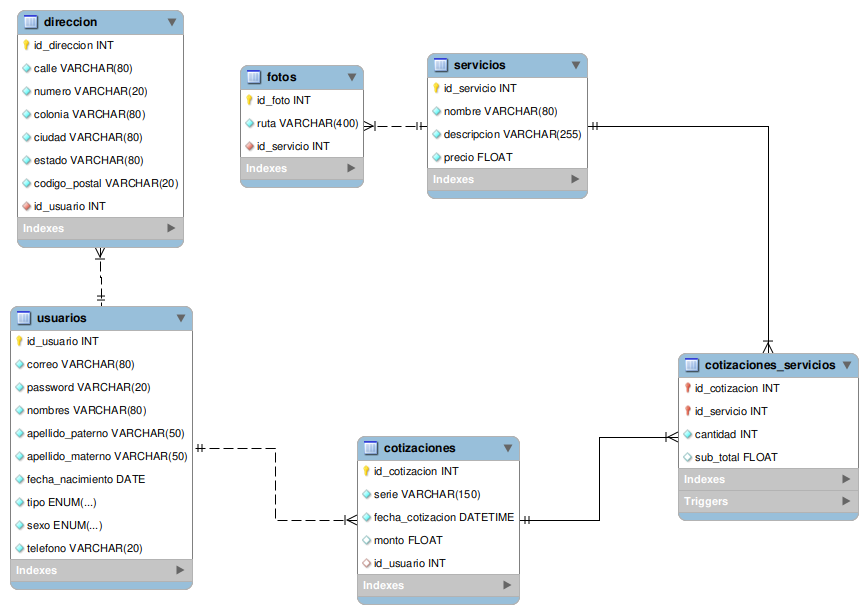 direccion
id_direccion INT
calle VARCHAR(80)
numero VARCHAR(20)
colonia VARCHAR(80)
ciudad VARCHAR(80)
estado VARCHAR(80)
codigo_postal VARCHAR(20)
id_usuario INT
Indexes
fotos
id_foto INT
ruta VARCHAR(400)
id_servicio INT
Indexes
servicios
id_servicio INT
nombre VARCHAR(80)
descripcion VARCHAR(255)
precio FLOAT
Indexes
usuarios
id_usuario INT
correo VARCHAR(80)
password VARCHAR(20)
nombres VARCHAR(80)
apellido_paterno VARCHAR(50)
apellido_materno VARCHAR(50)
fecha_nacimiento DATE
tipo ENUM(...)
sexo ENUM(...)
telefono VARCHAR(20)
Indexes
cotizaciones
id_cotizacion INT
serie VARCHAR(150)
fecha_cotizacion DATETIME
monto FLOAT
id_usuario INT
Indexes
cotizaciones_servicios
id_cotizacion INT
id_servicio INT
cantidad INT
sub_total FLOAT
Indexes
Triggers